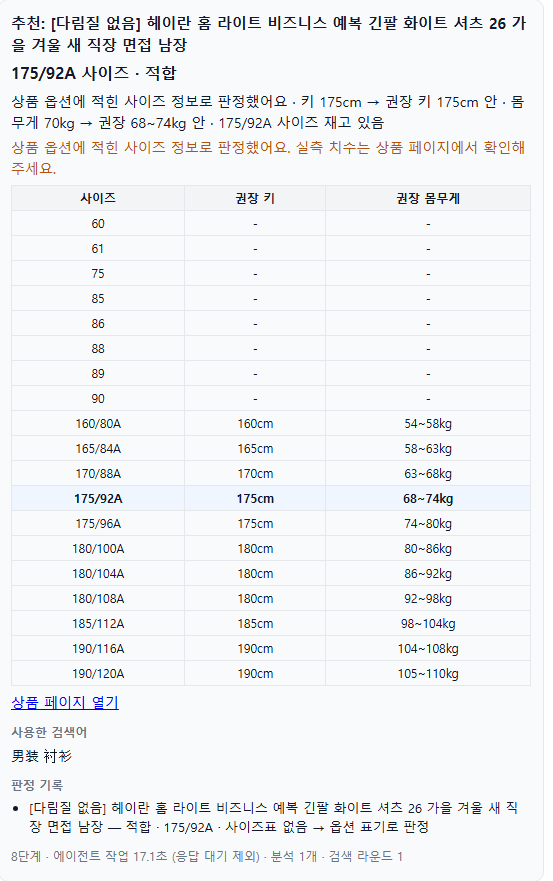 추천: [다림질 없음] 헤이란 홈 라이트 비즈니스 예복 긴팔 화이트 셔츠 26 가
을 겨울 새 직장 면접 남장
175/92A 사이즈 · 적합
상품 옵션에 적힌 사이즈 정보로 판정했어요 · 키 175cm → 권장 키 175cm 안 · 몸
무게 70kg → 권장 68~74kg 안 · 175/92A 사이즈 재고 있음
상품 옵션에 적힌 사이즈 정보로 판정했어요. 실측 치수는 상품 페이지에서 확인해
주세요.
사이즈 권장 키 권장 몸무게
60 - -
61 - -
75 - -
85 - -
86 - -
88 - -
89 - -
90 - -
160/80A 160cm 54~58kg
165/84A 165cm 58~63kg
170/88A 170cm 63~68kg
175/92A 175cm 68~74kg
175/96A 175cm 74~80kg
180/100A 180cm 80~86kg
180/104A 180cm 86~92kg
180/108A 180cm 92~98kg
185/112A 185cm 98~104kg
190/116A 190cm 104~108kg
190/120A 190cm 105~110kg
상품 페이지 열기
사용한 검색어
男装 衬衫
판정 기록
• [다림질 없음] 헤이란 홈 라이트 비즈니스 예복 긴팔 화이트 셔츠 26 가을 겨울 새 직
장 면접 남장 — 적합 · 175/92A · 사이즈표 없음 → 옵션 표기로 판정
8단계 · 에이전트 작업 17.1초 (응답 대기 제외) · 분석 1개 · 검색 라운드 1